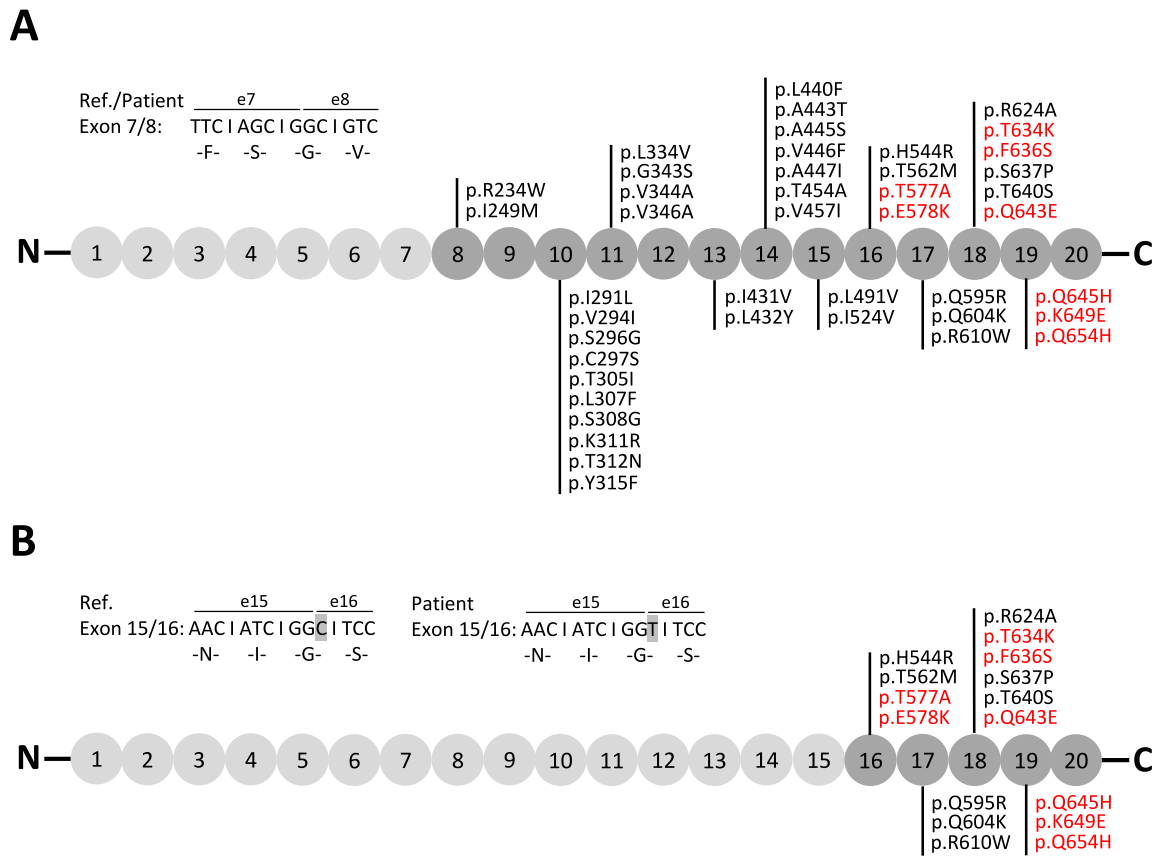 A
Ref./Patient e7 e8
Exon 7/8: TTC I AGC I GGC I GTC
-F- -S- -G- -V-
p.R234W
p.I249M
p.L334V
p.G343S
p.V344A
p.V346A
p.L440F
p.A443T
p.A445S
p.V446F
p.A447I
p.T454A
p.V457I
p.H544R
p.T562M
p.T577A
p.E578K
p.R624A
p.T634K
p.F636S
p.S637P
p.T640S
p.Q643E
N 1 2 3 4 5 6 7 8 9 10 11 12 13 14 15 16 17 18 19 20 C
p.I291L
p.V294I
p.S296G
p.C297S
p.T305I
p.L307F
p.S308G
p.K311R
p.T312N
p.Y315F
p.I431V
p.L432Y
p.L491V
p.I524V
p.Q595R
p.Q604K
p.R610W
p.Q645H
p.K649E
p.Q654H
B
Ref. e15 e16
Exon 15/16: AAC I ATC I GGC I TCC
-N- -I- -G- -S-
Patient e15 e16
Exon 15/16: AAC I ATC I GGT I TCC
-N- -I- -G- -S-
p.H544R
p.T562M
p.T577A
p.E578K
p.R624A
p.T634K
p.F636S
p.S637P
p.T640S
p.Q643E
N 1 2 3 4 5 6 7 8 9 10 11 12 13 14 15 16 17 18 19 20 C
p.Q595R
p.Q604K
p.R610W
p.Q645H
p.K649E
p.Q654H